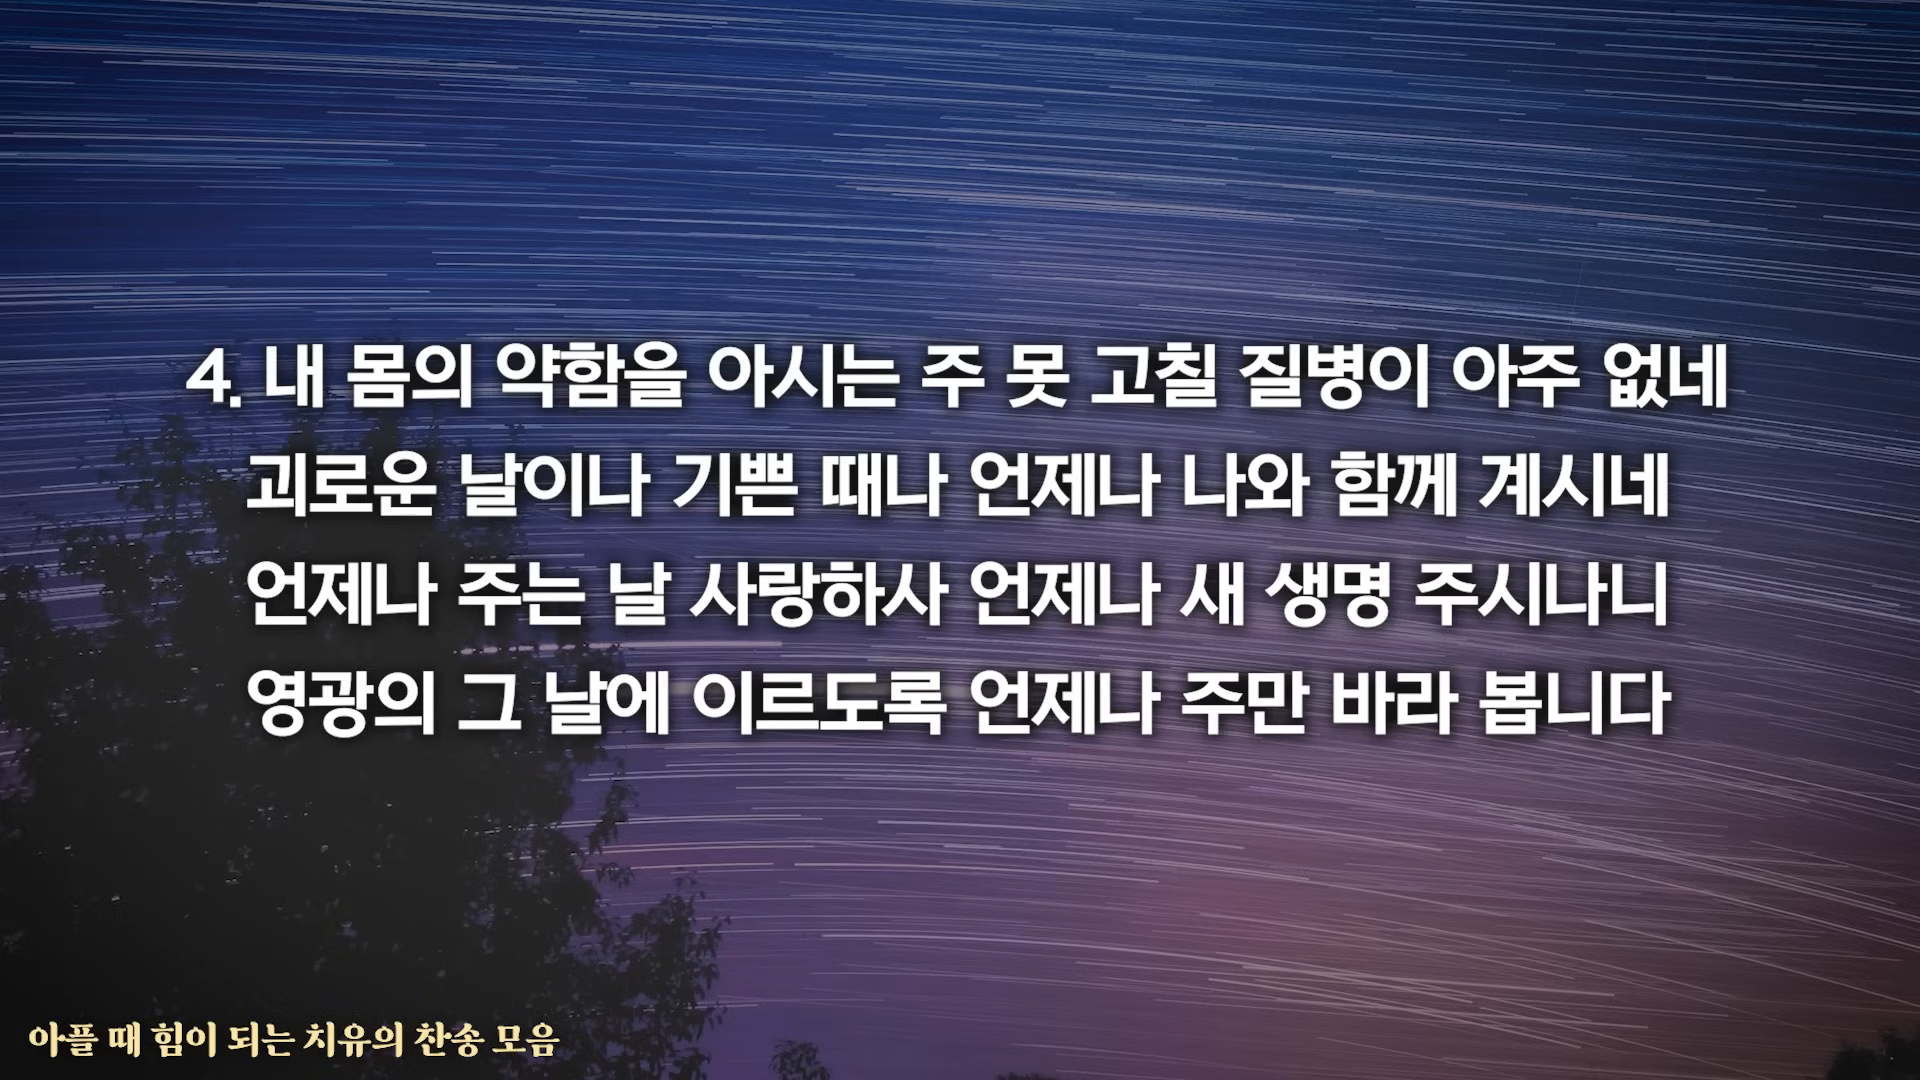 4. 내 몸의 약함을 아시는 주 못 고칠 질병이 아주 없네
괴로운 날이나 기쁜 때나 언제나 나와 함께 계시네
언제나 주는 날 사랑하사 언제나 새 생명 주시나니
영광의 그 날에 이르도록 언제나 주만 바라 봅니다
아플 때 힘이 되는 치유의 찬송 모음